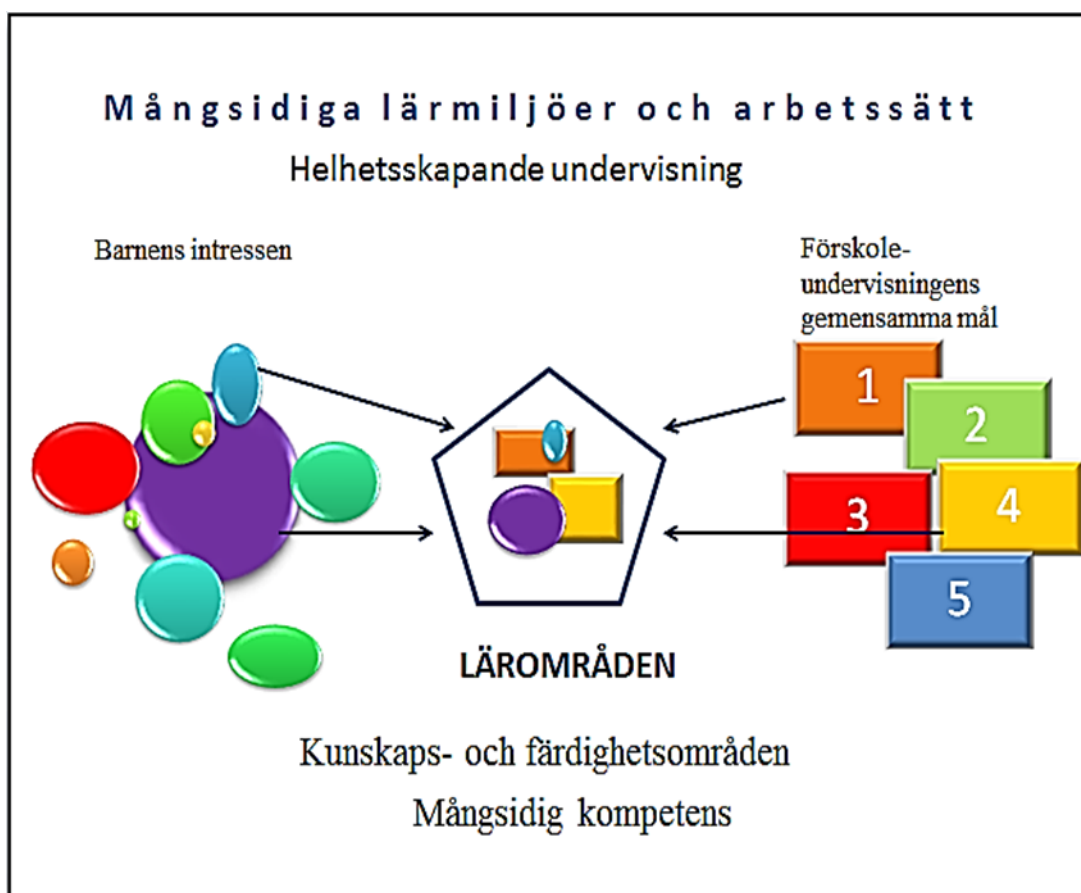 Mångsidiga lärmiljöer och arbetssätt
Helhetsskapande undervisning
Barnens intressen
Förskole-
undervisningens
gemensamma mål
1
2
3
4
5
LÄROMRÅDEN
Kunskaps- och färdighetsområden
Mångsidig kompetens